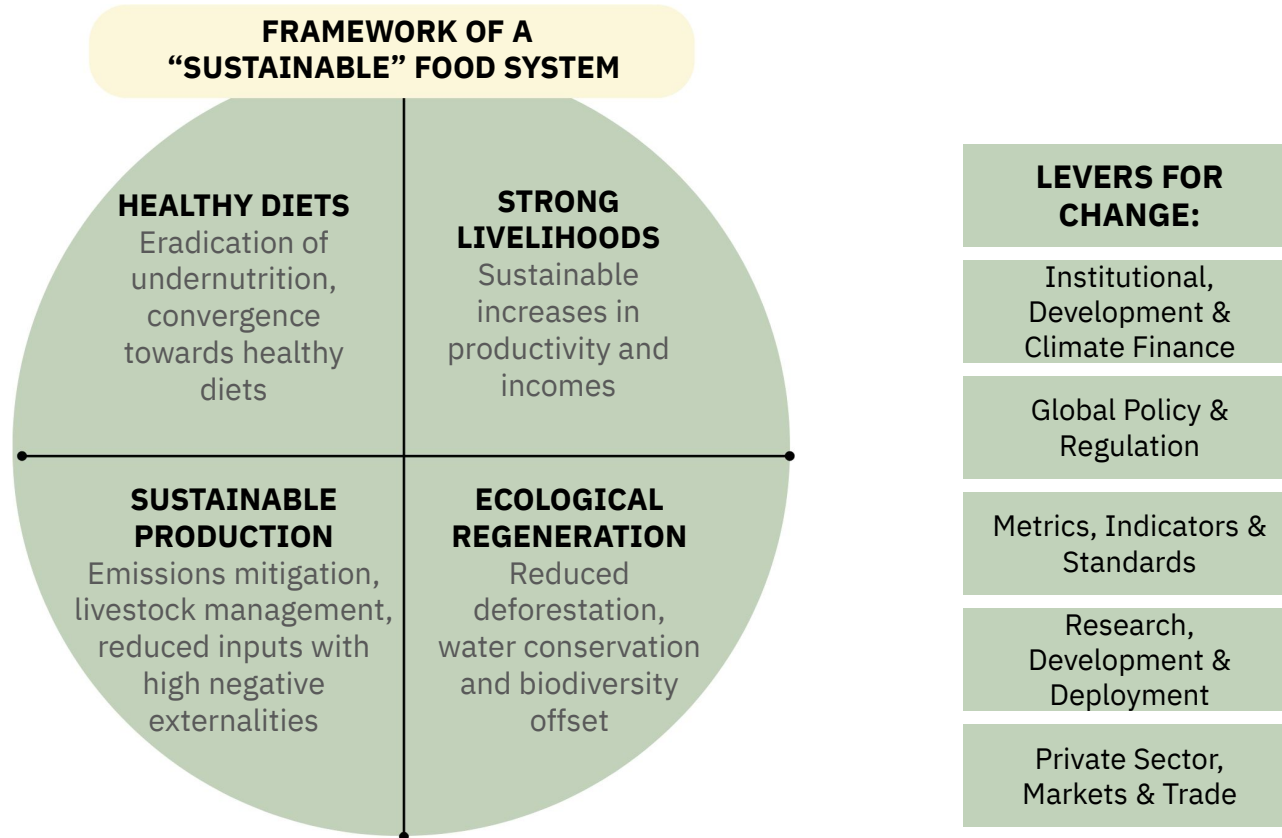 FRAMEWORK OF A
“SUSTAINABLE” FOOD SYSTEM
HEALTHY DIETS
Eradication of
undernutrition,
convergence
towards healthy
diets
STRONG
LIVELIHOODS
Sustainable
increases in
productivity and
incomes
SUSTAINABLE
PRODUCTION
Emissions mitigation,
livestock management,
reduced inputs with
high negative
externalities
ECOLOGICAL
REGENERATION
Reduced
deforestation,
water conservation
and biodiversity
offset
LEVERS FOR
CHANGE:
Institutional,
Development &
Climate Finance
Global Policy &
Regulation
Metrics, Indicators &
Standards
Research,
Development &
Deployment
Private Sector,
Markets & Trade